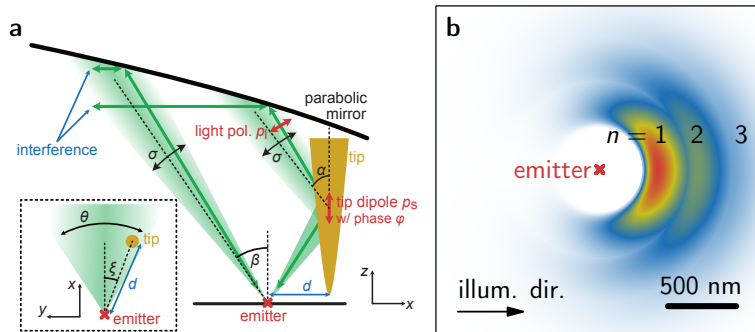 a
parabolic
mirror
light pol. p
interference
σ
σ
α
tip
tip dipole pₛ
w/ phase φ
β
d
z
x
emitter
θ
tip
ξ
x
d
y
emitter
b
n = 1 2 3
emitter
illum. dir.
500 nm